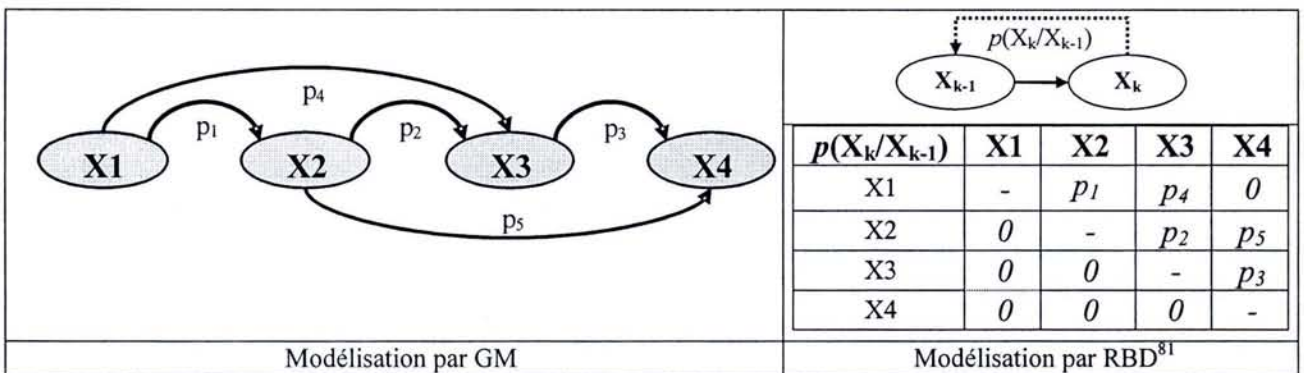 p₄
p₁ p₂ p₃
X1 X2 X3 X4
p₅
Modélisation par GM
p(Xₖ/Xₖ₋₁)
Xₖ₋₁ Xₖ
p(Xₖ/Xₖ₋₁) X1 X2 X3 X4
X1 - p₁ p₄ 0
X2 0 - p₂ p₅
X3 0 0 - p₃
X4 0 0 0 -
Modélisation par RBD⁸¹